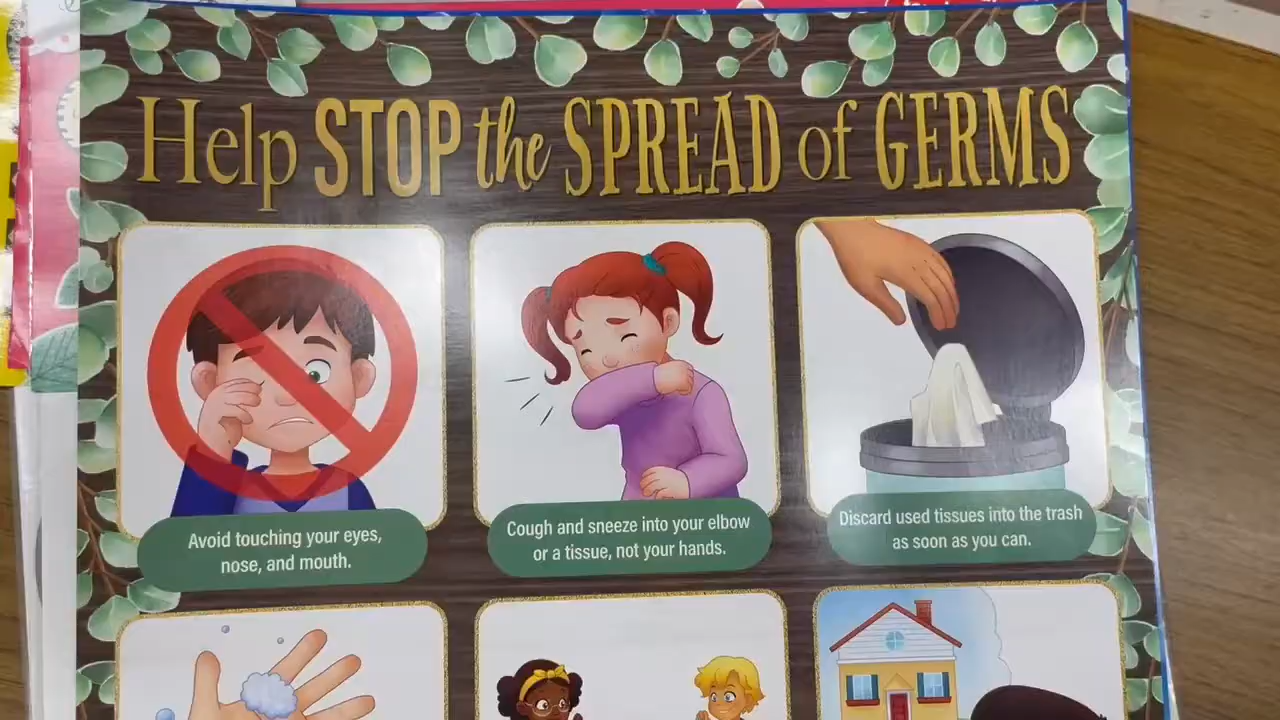 Help STOP the SPREAD of GERMS
Avoid touching your eyes,
nose, and mouth.
Cough and sneeze into your elbow
or a tissue, not your hands.
Discard used tissues into the trash
as soon as you can.